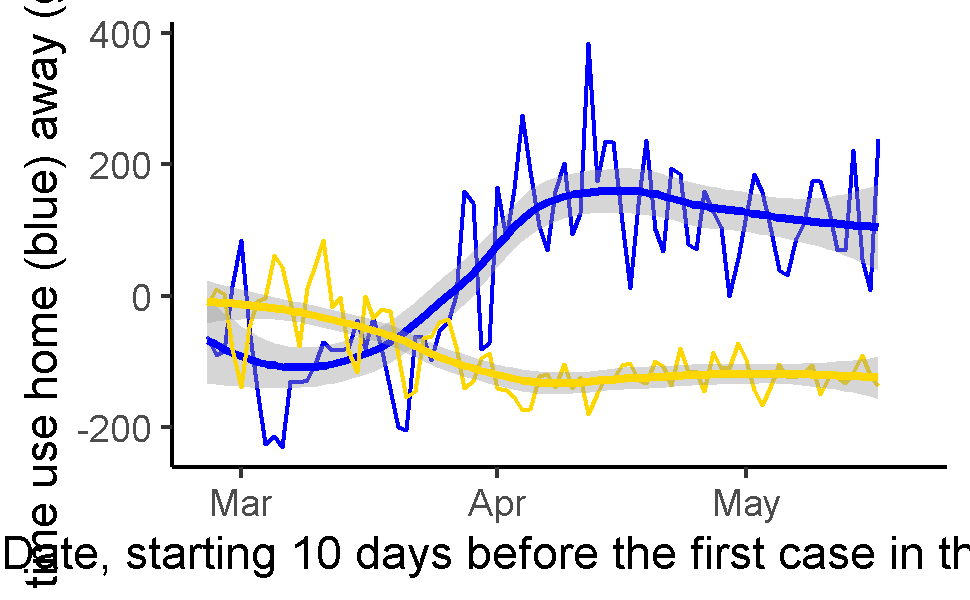 time use home (blue) away (
400
200
0
-200
Mar Apr May
Date, starting 10 days before the first case in th